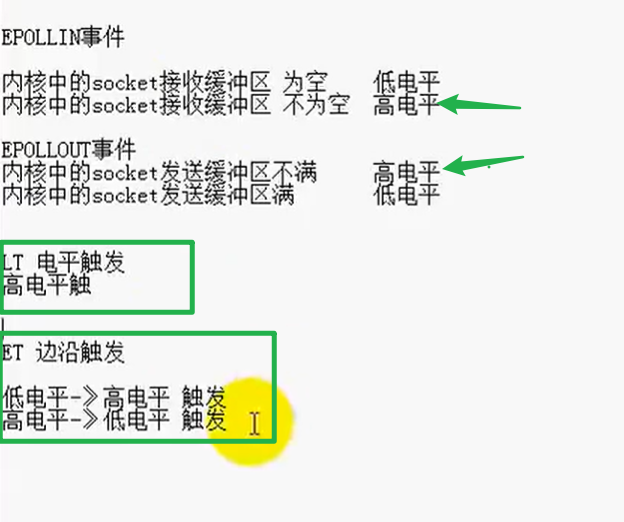 EPOLLIN事件
内核中的socket接收缓冲区 为空 低电平
内核中的socket接收缓冲区 不为空 高电平
EPOLLOUT事件
内核中的socket发送缓冲区不满 高电平
内核中的socket发送缓冲区满 低电平
LT 电平触发
高电平触
ET 边沿触发
低电平->高电平 触发
高电平->低电平 触发